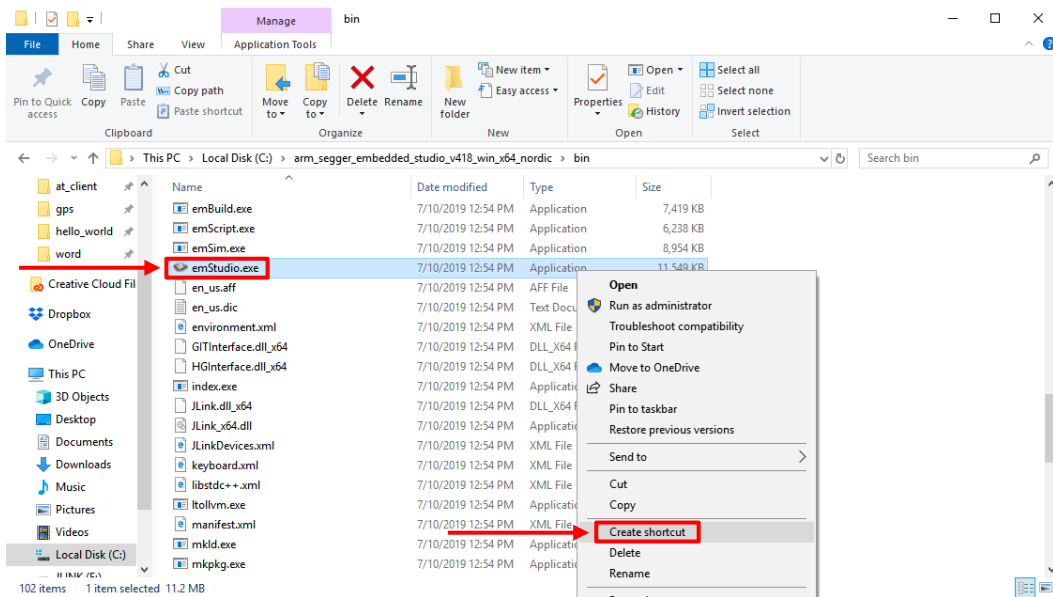 Manage bin
File Home Share View Application Tools
Pin to Quick access
Copy
Paste
Cut
Copy path
Paste shortcut
Clipboard
Move to
Copy to
Delete
Rename
Organize
New folder
New item
Easy access
New
Properties
Open
Edit
History
Open
Select all
Select none
Invert selection
Select
This PC > Local Disk (C:) > arm_segger_embedded_studio_v418_win_x64_nordic > bin
Search bin
at_client
gps
hello_world
word
Creative Cloud Fil
Dropbox
OneDrive
This PC
3D Objects
Desktop
Documents
Downloads
Music
Pictures
Videos
Local Disk (C:)
Name Date modified Type Size
emBuild.exe 7/10/2019 12:54 PM Application 7,419 KB
emScript.exe 7/10/2019 12:54 PM Application 6,238 KB
emSim.exe 7/10/2019 12:54 PM Application 8,954 KB
emStudio.exe 7/10/2019 12:54 PM Application 11,549 KB
en_us.aff 7/10/2019 12:54 PM AFF File
en_us.dic 7/10/2019 12:54 PM Text Docu
environment.xml 7/10/2019 12:54 PM XML File
GITInterface.dll_x64 7/10/2019 12:54 PM DLL_X64 F
HGInterface.dll_x64 7/10/2019 12:54 PM DLL_X64 F
index.exe 7/10/2019 12:54 PM Applicatio
JLink.dll_x64 7/10/2019 12:54 PM DLL_X64 F
JLink_x64.dll 7/10/2019 12:54 PM Applicatio
JLinkDevices.xml 7/10/2019 12:54 PM XML File
keyboard.xml 7/10/2019 12:54 PM XML File
libstdc++.xml 7/10/2019 12:54 PM XML File
ltollvm.exe 7/10/2019 12:54 PM Applicatio
manifest.xml 7/10/2019 12:54 PM XML File
mkld.exe 7/10/2019 12:54 PM Applicatio
mkpkg.exe 7/10/2019 12:54 PM Applicatio
Open
Run as administrator
Troubleshoot compatibility
Pin to Start
Move to OneDrive
Share
Pin to taskbar
Restore previous versions
Send to
Cut
Copy
Create shortcut
Delete
Rename
102 items 1 item selected 11.2 MB